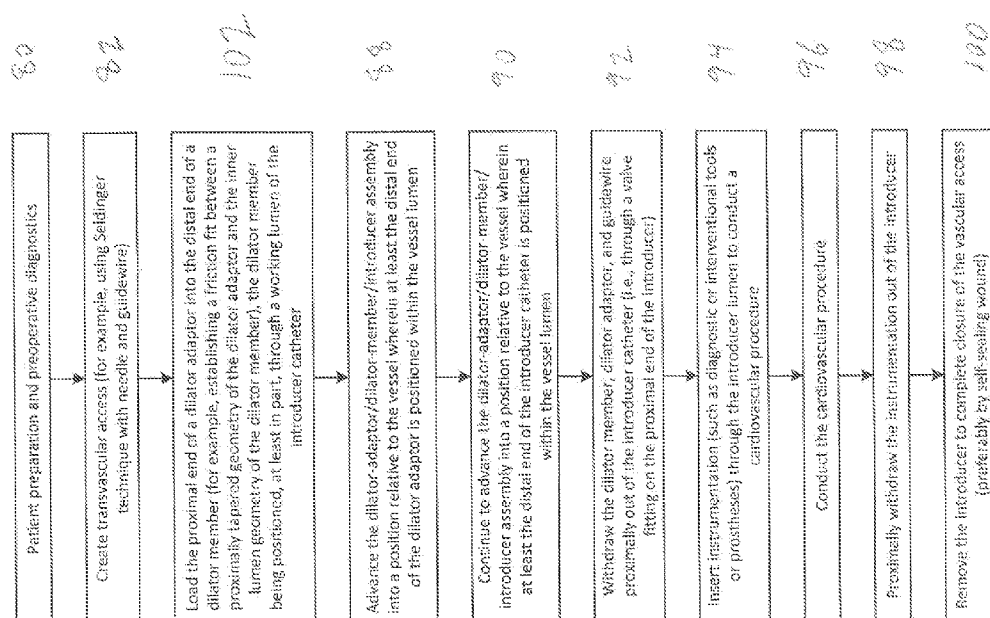 Patient preparation and preoperative diagnostics
80
Create transvascular access (for example, using Seldinger
technique with needle and guidewire)
82
Load the proximal end of a dilator adaptor into the distal end of a
dilator member (for example, establishing a friction fit between a
proximally tapered geometry of the dilator adaptor and the inner
lumen geometry of the dilator member), the dilator member
being positioned, at least in part, through a working lumen of the
introducer catheter
102
Advance the dilator-adaptor/dilator-member/introducer assembly
into a position relative to the vessel wherein at least the distal end
of the dilator adaptor is positioned within the vessel lumen
88
Continue to advance the dilator-adaptor/dilator-member/
introducer assembly into a position relative to the vessel wherein
at least the distal end of the introducer catheter is positioned
within the vessel lumen
90
Withdraw the dilator member, dilator adaptor, and guidewire
proximally out of the introducer catheter (i.e., through a valve
fitting on the proximal end of the introducer)
92
Insert instrumentation (such as diagnostic or interventional tools
or prostheses) through the introducer lumen to conduct a
cardiovascular procedure
94
Conduct the cardiovascular procedure
96
Proximally withdraw the instrumentation out of the introducer
98
Remove the introducer to complete closure of the vascular access
(preferably by self-sealing wound)
100